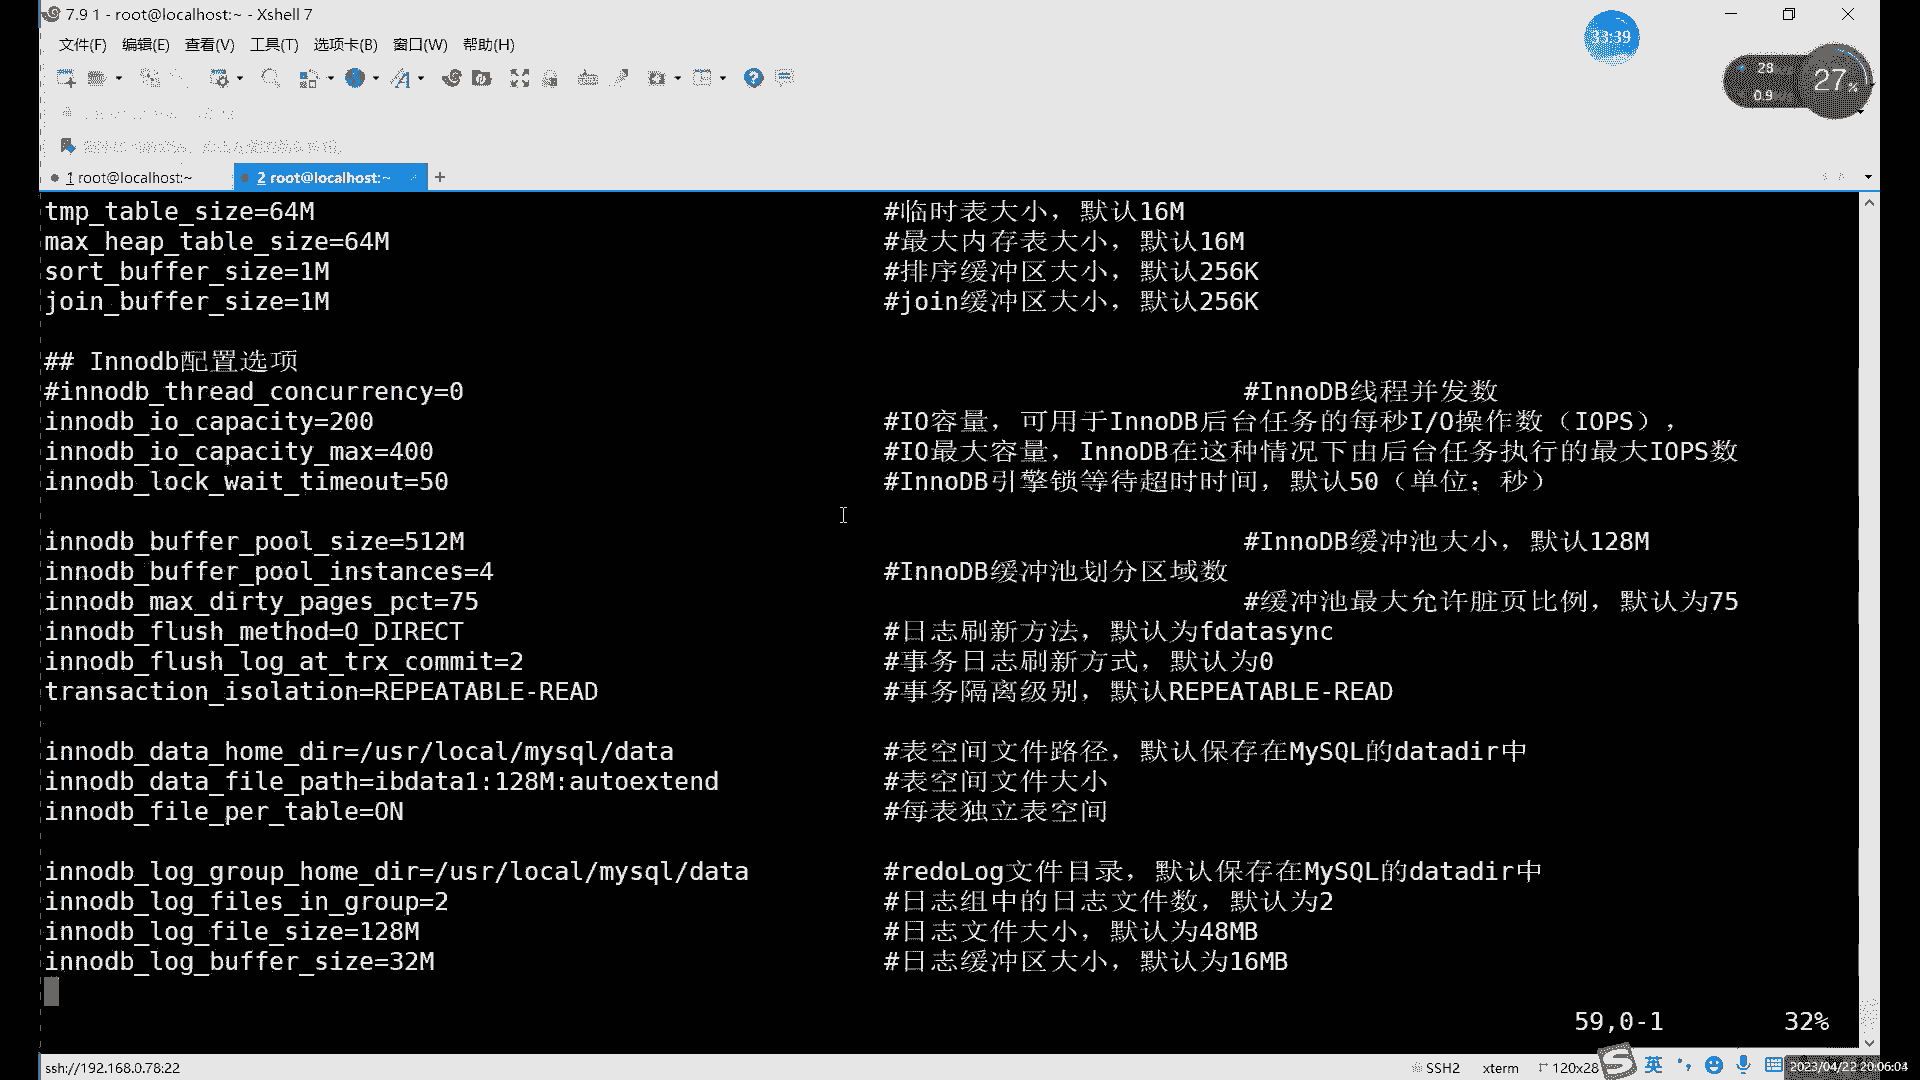 7.9 1 - root@localhost:~ - Xshell 7
文件(F) 编辑(E) 查看(V) 工具(T) 选项卡(B) 窗口(W) 帮助(H)
33:39
28
0.9
27%
1 root@localhost:~
2 root@localhost:~
tmp_table_size=64M #临时表大小，默认16M
max_heap_table_size=64M #最大内存表大小，默认16M
sort_buffer_size=1M #排序缓冲区大小，默认256K
join_buffer_size=1M #join缓冲区大小，默认256K
## Innodb配置选项
#innodb_thread_concurrency=0 #InnoDB线程并发数
innodb_io_capacity=200 #IO容量，可用于InnoDB后台任务的每秒I/O操作数（IOPS），
innodb_io_capacity_max=400 #IO最大容量，InnoDB在这种情况下由后台任务执行的最大IOPS数
innodb_lock_wait_timeout=50 #InnoDB引擎锁等待超时时间，默认50（单位：秒）
innodb_buffer_pool_size=512M #InnoDB缓冲池大小，默认128M
innodb_buffer_pool_instances=4 #InnoDB缓冲池划分区域数
innodb_max_dirty_pages_pct=75 #缓冲池最大允许脏页比例，默认为75
innodb_flush_method=O_DIRECT #日志刷新方法，默认为fdatasync
innodb_flush_log_at_trx_commit=2 #事务日志刷新方式，默认为0
transaction_isolation=REPEATABLE-READ #事务隔离级别，默认REPEATABLE-READ
innodb_data_home_dir=/usr/local/mysql/data #表空间文件路径，默认保存在MySQL的datadir中
innodb_data_file_path=ibdata1:128M:autoextend #表空间文件大小
innodb_file_per_table=ON #每表独立表空间
innodb_log_group_home_dir=/usr/local/mysql/data #redoLog文件目录，默认保存在MySQL的datadir中
innodb_log_files_in_group=2 #日志组中的日志文件数，默认为2
innodb_log_file_size=128M #日志文件大小，默认为48MB
innodb_log_buffer_size=32M #日志缓冲区大小，默认为16MB
59,0-1 32%
ssh://192.168.0.78:22 SSH2 xterm 120x28 英 2023/04/22 20:06:04